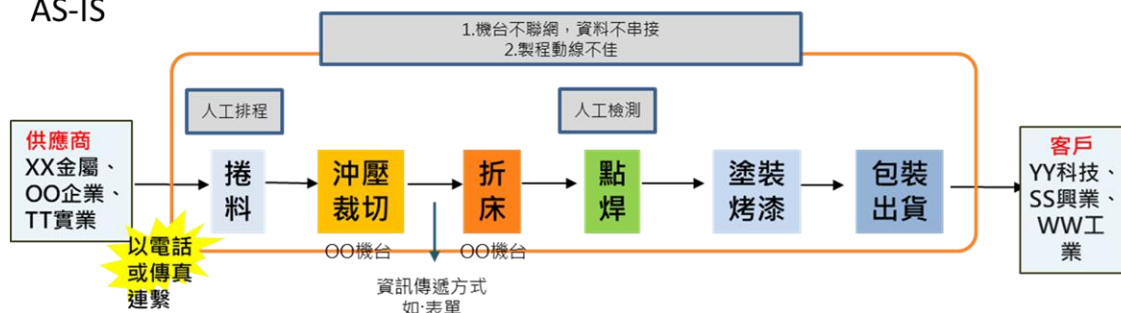 AS-IS
1.機台不聯網，資料不串接
2.製程動線不佳
人工排程
人工檢測
供應商
XX金屬、
OO企業、
TT實業
捲
料
沖壓
裁切
折
床
點
焊
塗裝
烤漆
包裝
出貨
客戶
YY科技、
SS興業、
WW工
業
以電話
或傳真
連繫
OO機台
OO機台
資訊傳遞方式
如:表單